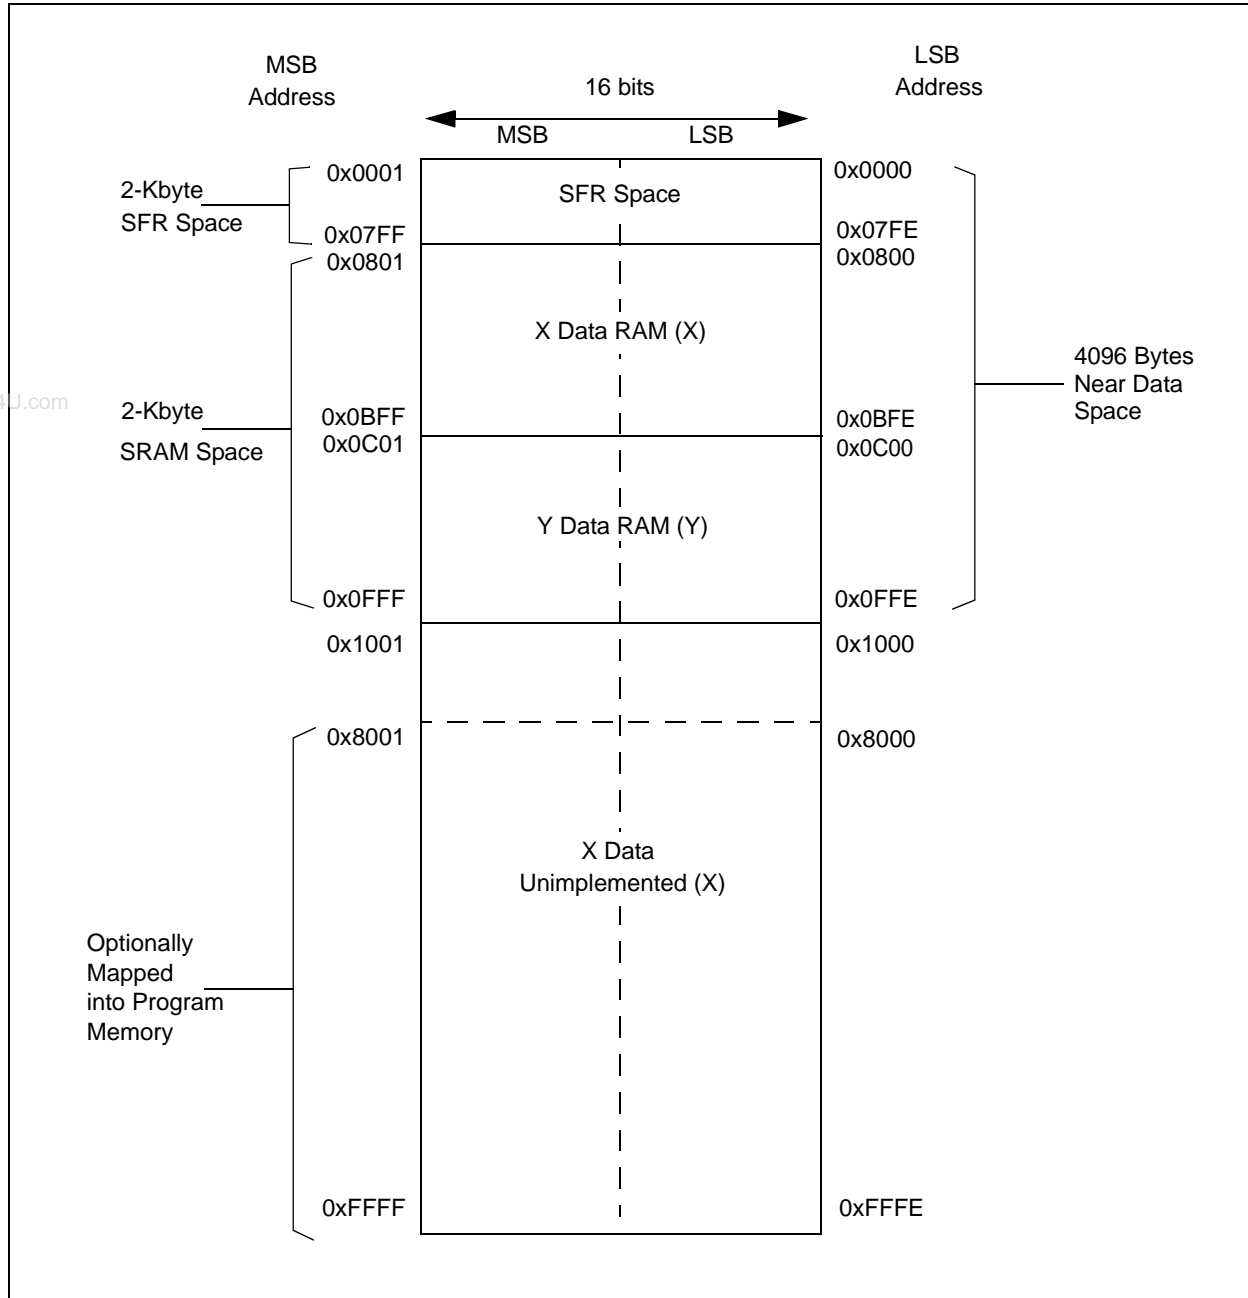 MSB
Address
LSB
Address
16 bits
MSB
LSB
0x0001
0x0000
2-Kbyte
SFR Space
SFR Space
0x07FF
0x07FE
0x0801
0x0800
X Data RAM (X)
4096 Bytes
Near Data
Space
4U.com
2-Kbyte
SRAM Space
0x0BFF
0x0BFE
0x0C01
0x0C00
Y Data RAM (Y)
0x0FFF
0x0FFE
0x1001
0x1000
0x8001
0x8000
X Data
Unimplemented (X)
Optionally
Mapped
into Program
Memory
0xFFFF
0xFFFE